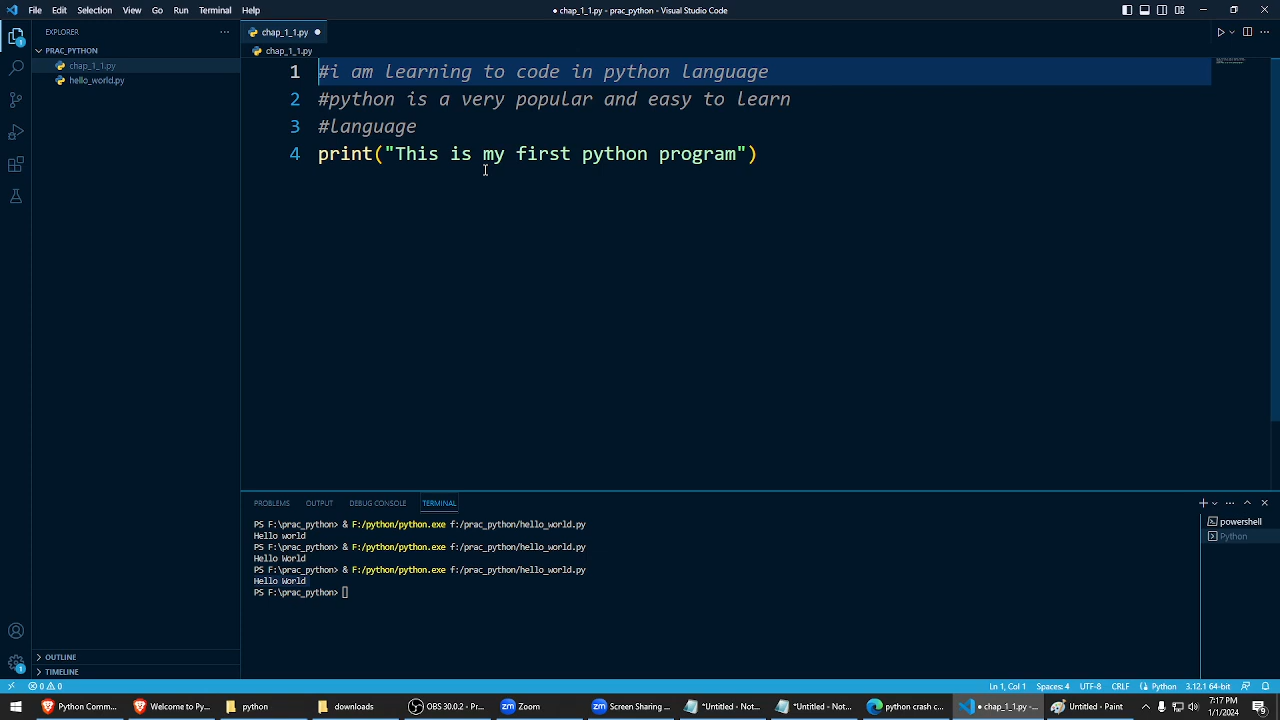 File Edit Selection View Go Run Terminal Help
● chap_1_1.py - prac_python - Visual Studio Code
EXPLORER
PRAC_PYTHON
chap_1_1.py
hello_world.py
OUTLINE
TIMELINE
chap_1_1.py
chap_1_1.py
1 #i am learning to code in python language
2 #python is a very popular and easy to learn
3 #language
4 print("This is my first python program")
PROBLEMS OUTPUT DEBUG CONSOLE TERMINAL
PS F:\prac_python> & F:/python/python.exe f:/prac_python/hello_world.py
Hello world
PS F:\prac_python> & F:/python/python.exe f:/prac_python/hello_world.py
Hello World
PS F:\prac_python> & F:/python/python.exe f:/prac_python/hello_world.py
Hello World
PS F:\prac_python>
powershell
Python
0 0 Ln 1, Col 1 Spaces: 4 UTF-8 CRLF Python 3.12.1 64-bit
Python Comm... Welcome to Py... python downloads OBS 30.0.2 - Pr... Zoom Screen Sharing ... *Untitled - Not... *Untitled - Not... python crash c... ● chap_1_1.py -... Untitled - Paint
7:17 PM
1/1/2024